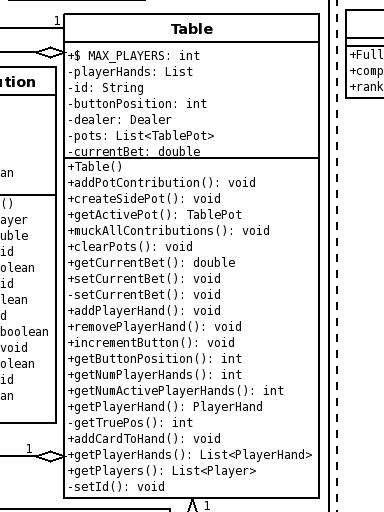 1
Table
+$ MAX_PLAYERS: int
-playerHands: List
-id: String
-buttonPosition: int
-dealer: Dealer
-pots: List<TablePot>
-currentBet: double
+Table()
+addPotContribution(): void
+createSidePot(): void
+getActivePot(): TablePot
+muckAllContributions(): void
+clearPots(): void
+getCurrentBet(): double
+setCurrentBet(): void
-setCurrentBet(): void
+addPlayerHand(): void
+removePlayerHand(): void
+incrementButton(): void
+getButtonPosition(): int
+getNumPlayerHands(): int
+getNumActivePlayerHands(): int
+getPlayerHand(): PlayerHand
-getTruePos(): int
+addCardToHand(): void
+getPlayerHands(): List<PlayerHand>
+getPlayers(): List<Player>
-setId(): void
1
1
ution
an
()
ayer
uble
id
olean
id
lean
d
boolean
void
olean
id
an
+Full
+comp
+rank